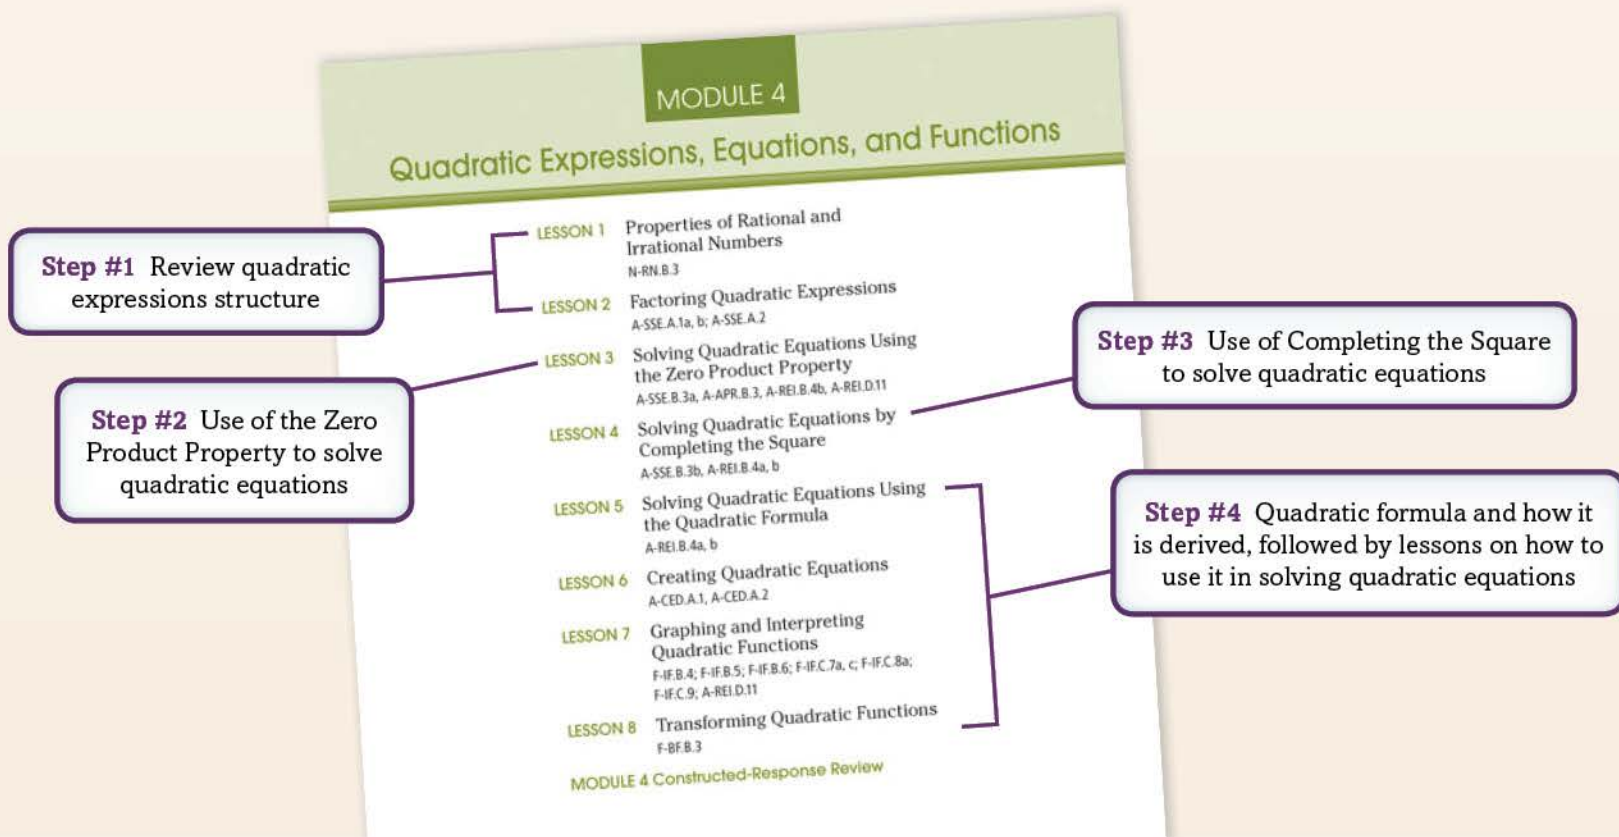 MODULE 4
Quadratic Expressions, Equations, and Functions
LESSON 1 Properties of Rational and
Irrational Numbers
N-RN.B.3
LESSON 2 Factoring Quadratic Expressions
A-SSE.A.1a, b; A-SSE.A.2
LESSON 3 Solving Quadratic Equations Using
the Zero Product Property
A-SSE.B.3a, A-APR.B.3, A-REI.B.4b, A-REI.D.11
LESSON 4 Solving Quadratic Equations by
Completing the Square
A-SSE.B.3b, A-REI.B.4a, b
LESSON 5 Solving Quadratic Equations Using
the Quadratic Formula
A-REI.B.4a, b
LESSON 6 Creating Quadratic Equations
A-CED.A.1, A-CED.A.2
LESSON 7 Graphing and Interpreting
Quadratic Functions
F-IF.B.4; F-IF.B.5; F-IF.B.6; F-IF.C.7a, c; F-IF.C.8a;
F-IF.C.9; A-REI.D.11
LESSON 8 Transforming Quadratic Functions
F-BF.B.3
MODULE 4 Constructed-Response Review
Step #1 Review quadratic
expressions structure
Step #2 Use of the Zero
Product Property to solve
quadratic equations
Step #3 Use of Completing the Square
to solve quadratic equations
Step #4 Quadratic formula and how it
is derived, followed by lessons on how to
use it in solving quadratic equations